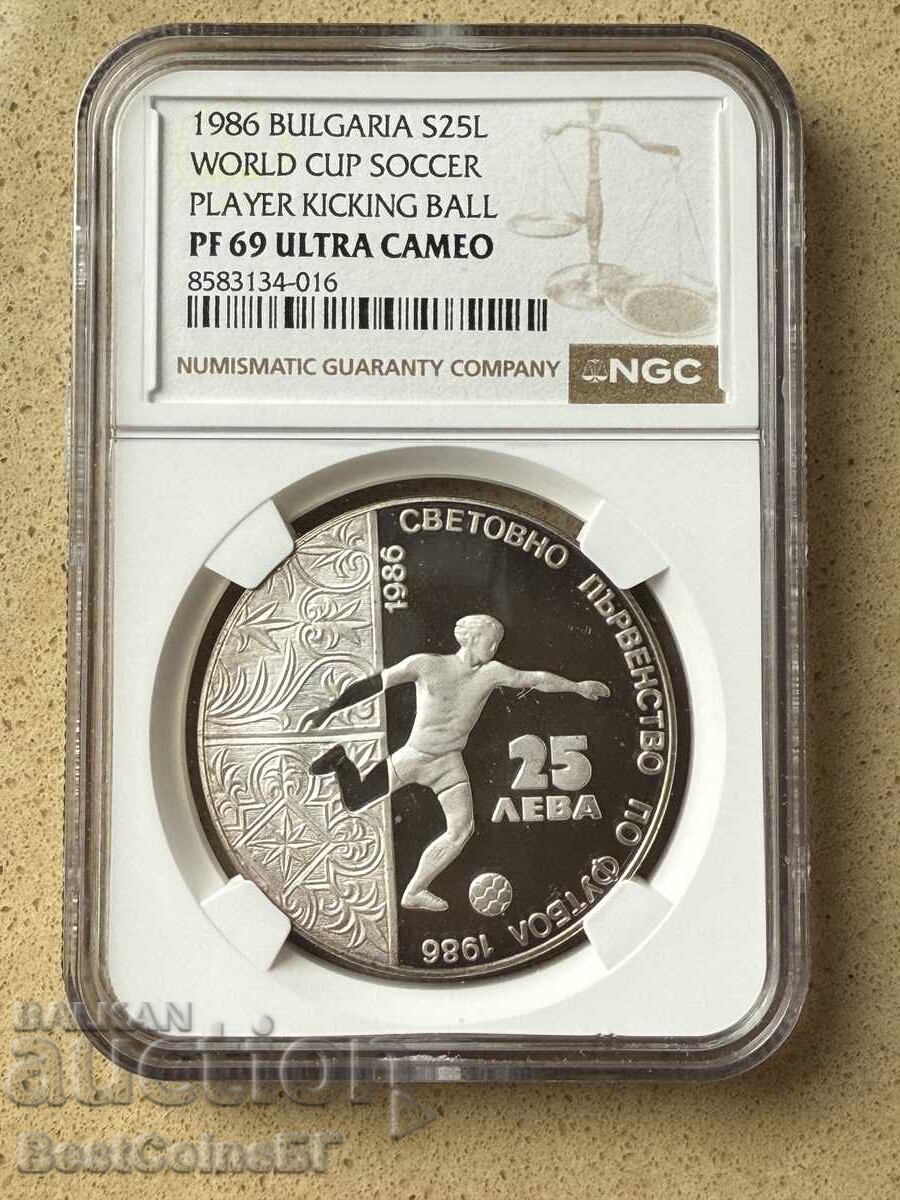 1986 BULGARIA S25L
WORLD CUP SOCCER
PLAYER KICKING BALL
PF 69 ULTRA CAMEO
8583134-016
NUMISMATIC GUARANTY COMPANY
NGC
СВЕТОВНО ПЪРВЕНСТВО ПО ФУТБОЛ 1986
1986
25
ЛЕВА
BALKAN
auction
BestCoinsБГ